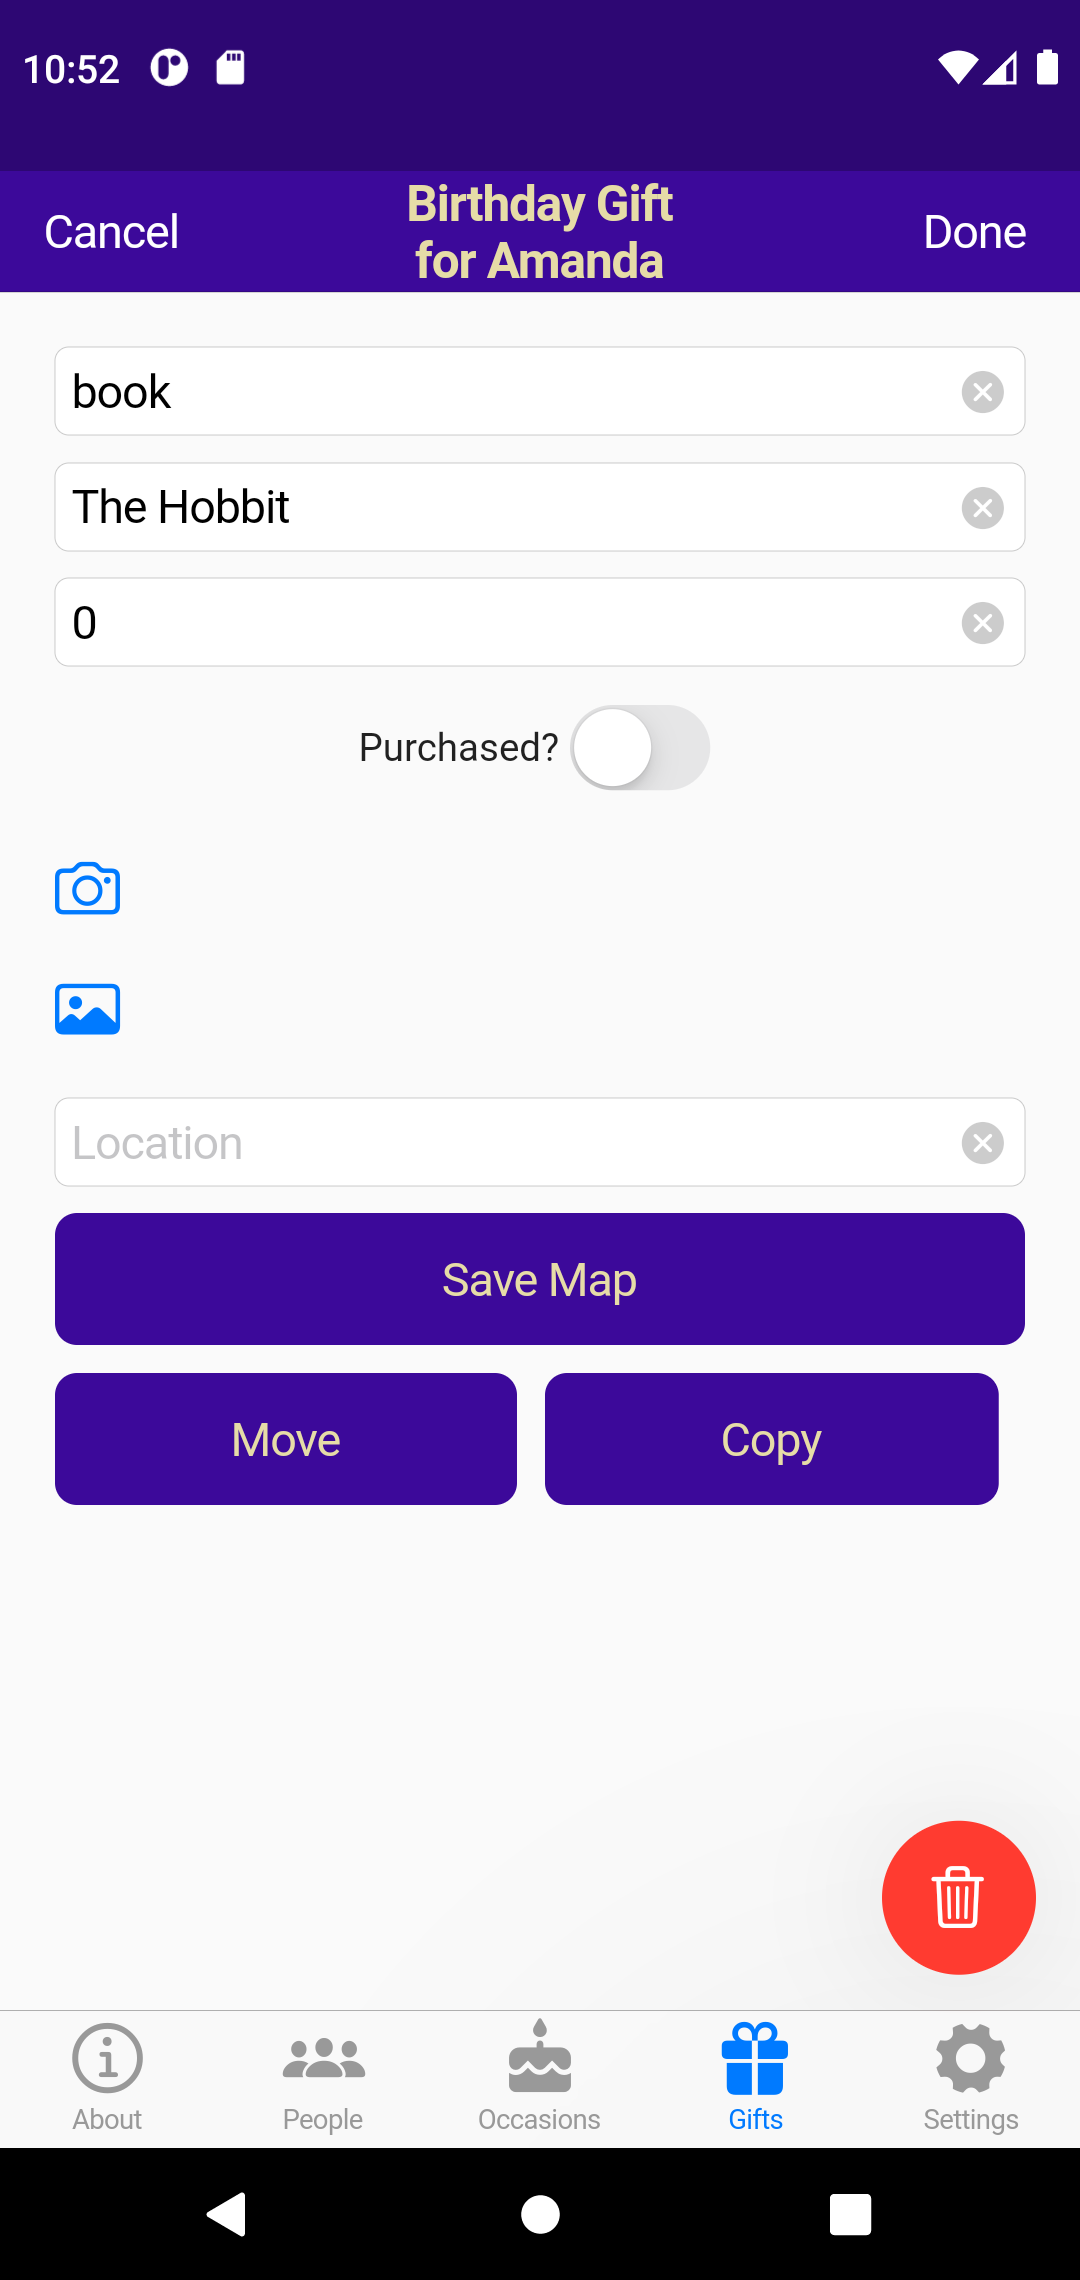 10:52
Cancel
Birthday Gift
for Amanda
Done
book
The Hobbit
0
Purchased?
Location
Save Map
Move
Copy
About
People
Occasions
Gifts
Settings